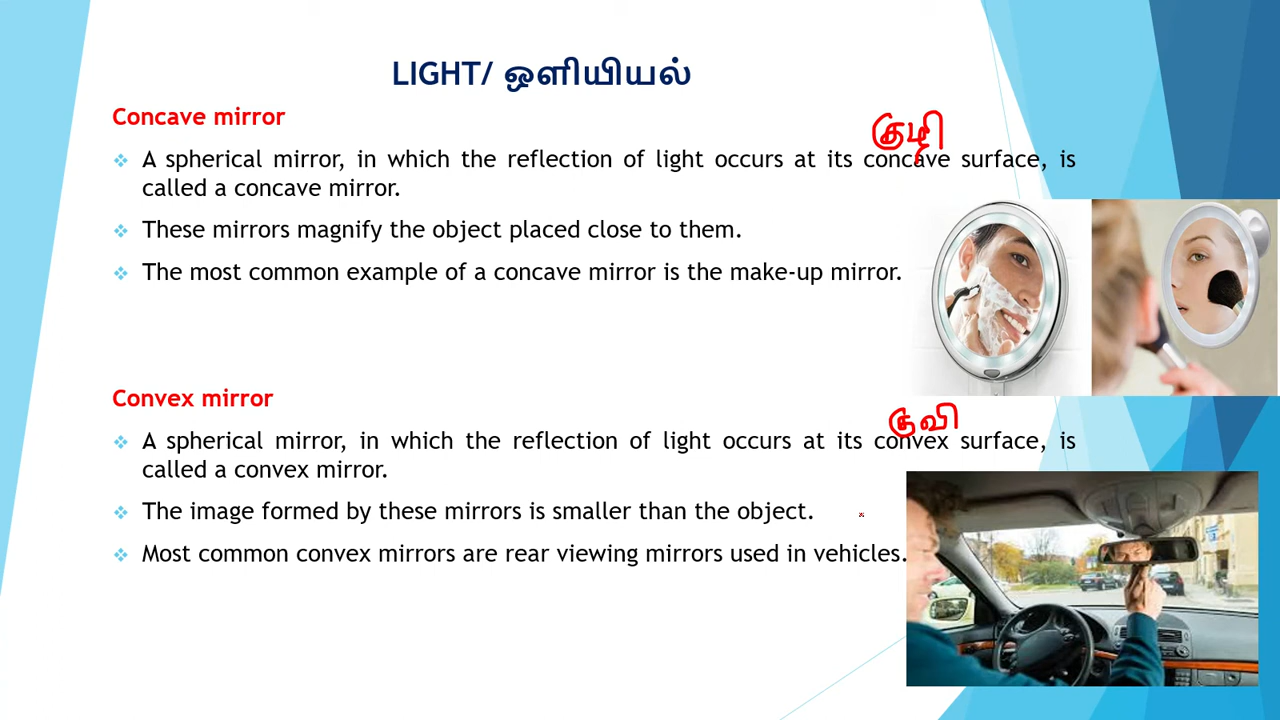 LIGHT/ ஒளியியல்
Concave mirror
குழி
A spherical mirror, in which the reflection of light occurs at its concave surface, is
called a concave mirror.
These mirrors magnify the object placed close to them.
The most common example of a concave mirror is the make-up mirror.
Convex mirror
குவி
A spherical mirror, in which the reflection of light occurs at its convex surface, is
called a convex mirror.
The image formed by these mirrors is smaller than the object.
Most common convex mirrors are rear viewing mirrors used in vehicles.